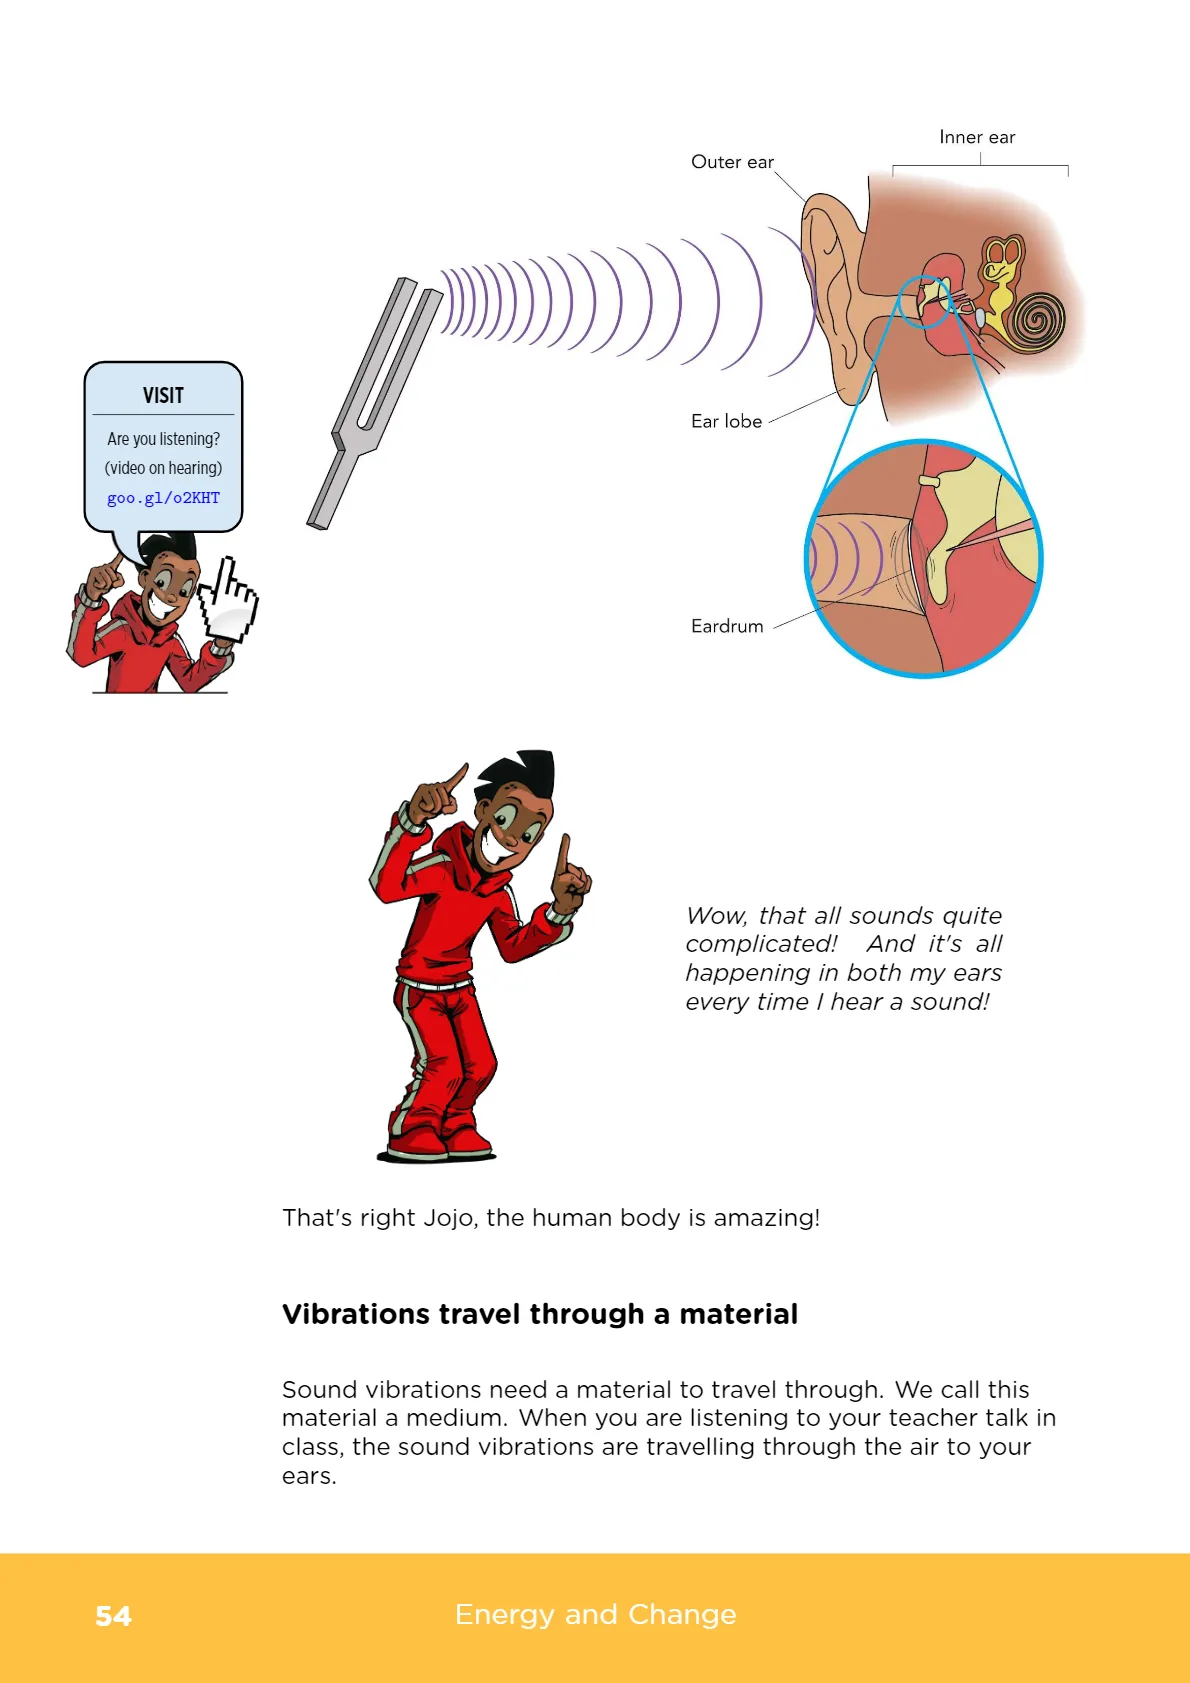 Inner ear
Outer ear
Ear lobe
Eardrum
VISIT
Are you listening?
(video on hearing)
goo.gl/o2KHT
Wow, that all sounds quite
complicated! And it's all
happening in both my ears
every time I hear a sound!
That's right Jojo, the human body is amazing!
Vibrations travel through a material
Sound vibrations need a material to travel through. We call this
material a medium. When you are listening to your teacher talk in
class, the sound vibrations are travelling through the air to your
ears.
54
Energy and Change